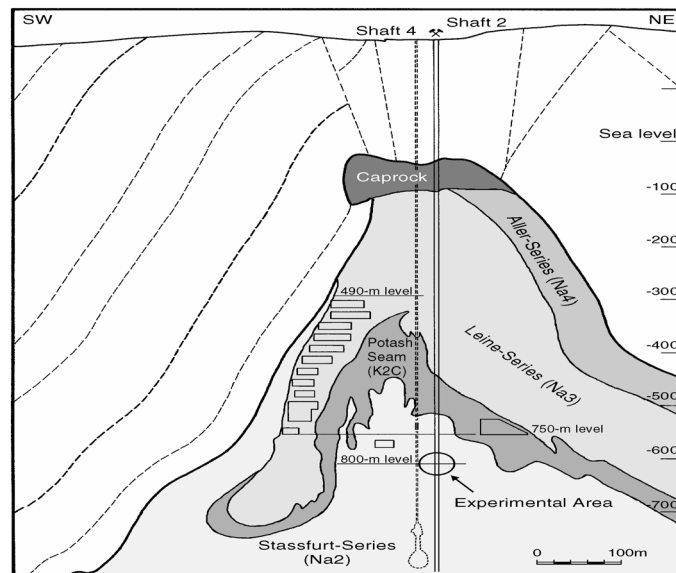 SW
NE
Shaft 4
Shaft 2
Sea level
Caprock
-100
Aller-Series (Na4)
-200
490-m level
-300
Potash
Seam
(K2C)
Leine-Series (Na3)
-400
-500
750-m level
800-m level
-600
Experimental Area
-700
Stassfurt-Series
(Na2)
0
100m